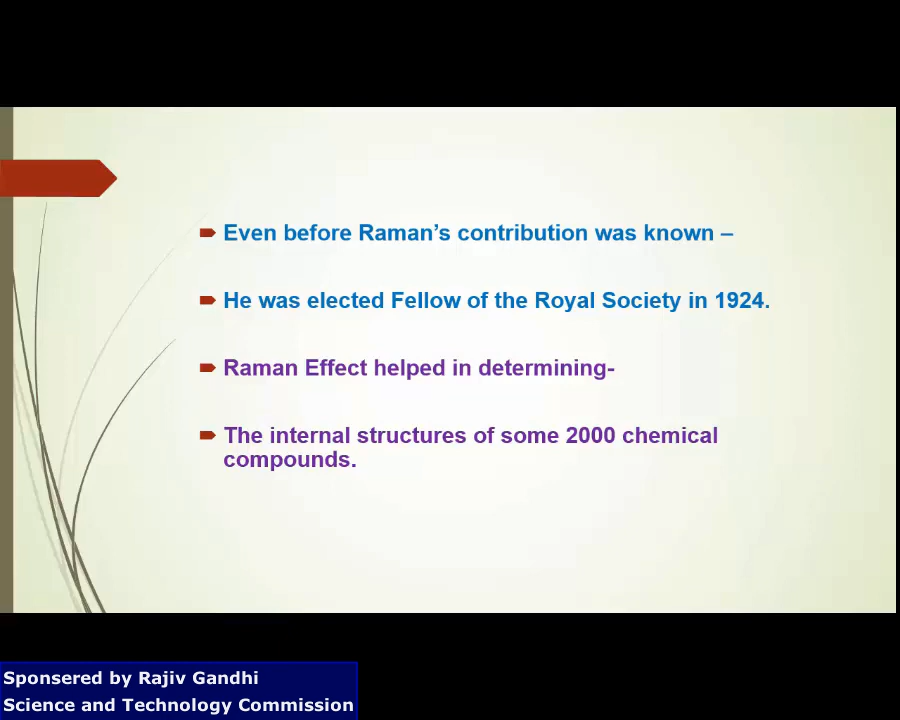 Even before Raman’s contribution was known –
He was elected Fellow of the Royal Society in 1924.
Raman Effect helped in determining-
The internal structures of some 2000 chemical
compounds.
Sponsered by Rajiv Gandhi
Science and Technology Commission